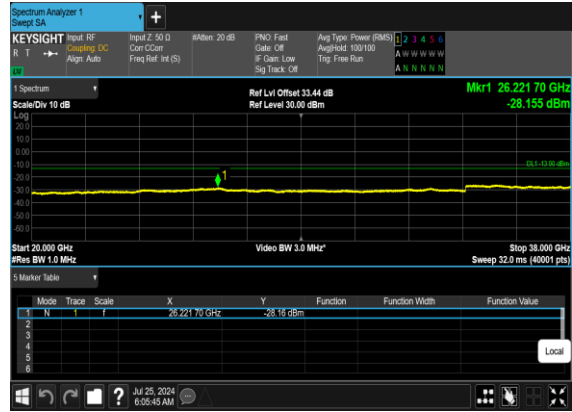 Spectrum Analyzer 1
Swept SA
+
KEYSIGHT Input: RF Input Z: 50 Ω #Atten: 20 dB PNO: Fast Avg Type: Power (RMS) 1 2 3 4 5 6
R T Coupling: DC Corr CCorr Gate: Off Avg|Hold: 100/100 A W W W W W
Align: Auto Freq Ref: Int (S) IF Gain: Low Trig: Free Run
Sig Track: Off A N N N N N
1 Spectrum Ref Lvl Offset 33.44 dB Mkr1 26.221 70 GHz
Scale/Div 10 dB Ref Level 30.00 dBm -28.155 dBm
Log
20.0
10.0
0.00
-10.0 DL1 -13.00 dBm
-20.0 1
-30.0
-40.0
-50.0
-60.0
Start 20.000 GHz Video BW 3.0 MHz* Stop 38.000 GHz
#Res BW 1.0 MHz Sweep 32.0 ms (40001 pts)
5 Marker Table
Mode Trace Scale X Y Function Function Width Function Value
1 N 1 f 26.221 70 GHz -28.16 dBm
2
3
4
5
6
Local
? Jul 25, 2024
6:05:45 AM